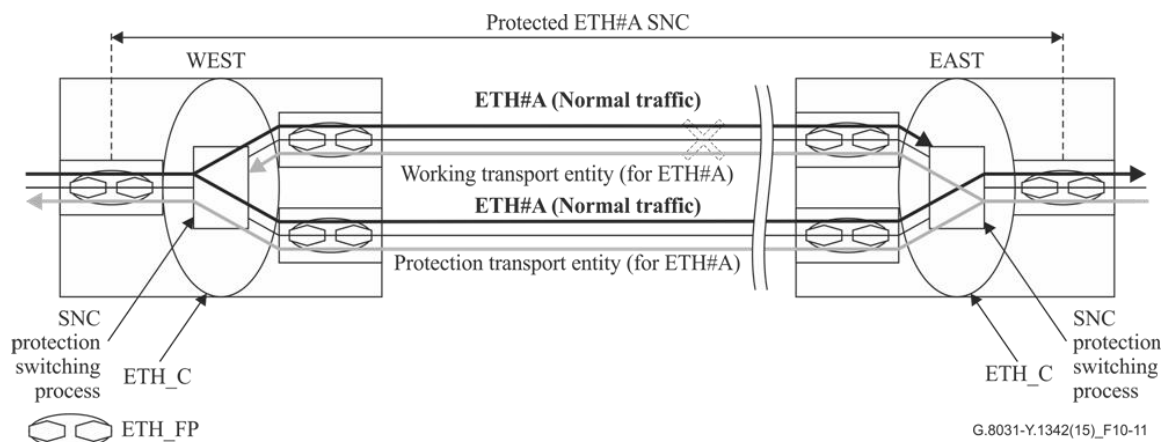 Protected ETH#A SNC
WEST
EAST
ETH#A (Normal traffic)
Working transport entity (for ETH#A)
ETH#A (Normal traffic)
Protection transport entity (for ETH#A)
SNC
protection
switching
process
ETH_C
ETH_C
SNC
protection
switching
process
ETH_FP
G.8031-Y.1342(15)_F10-11